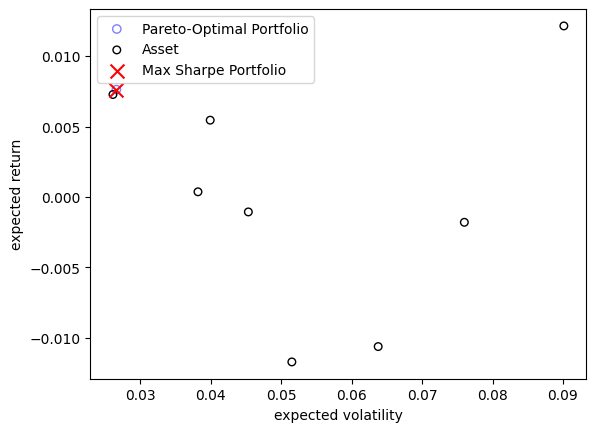 Pareto-Optimal Portfolio
Asset
Max Sharpe Portfolio
0.010
0.005
0.000
−0.005
−0.010
expected return
0.03 0.04 0.05 0.06 0.07 0.08 0.09
expected volatility